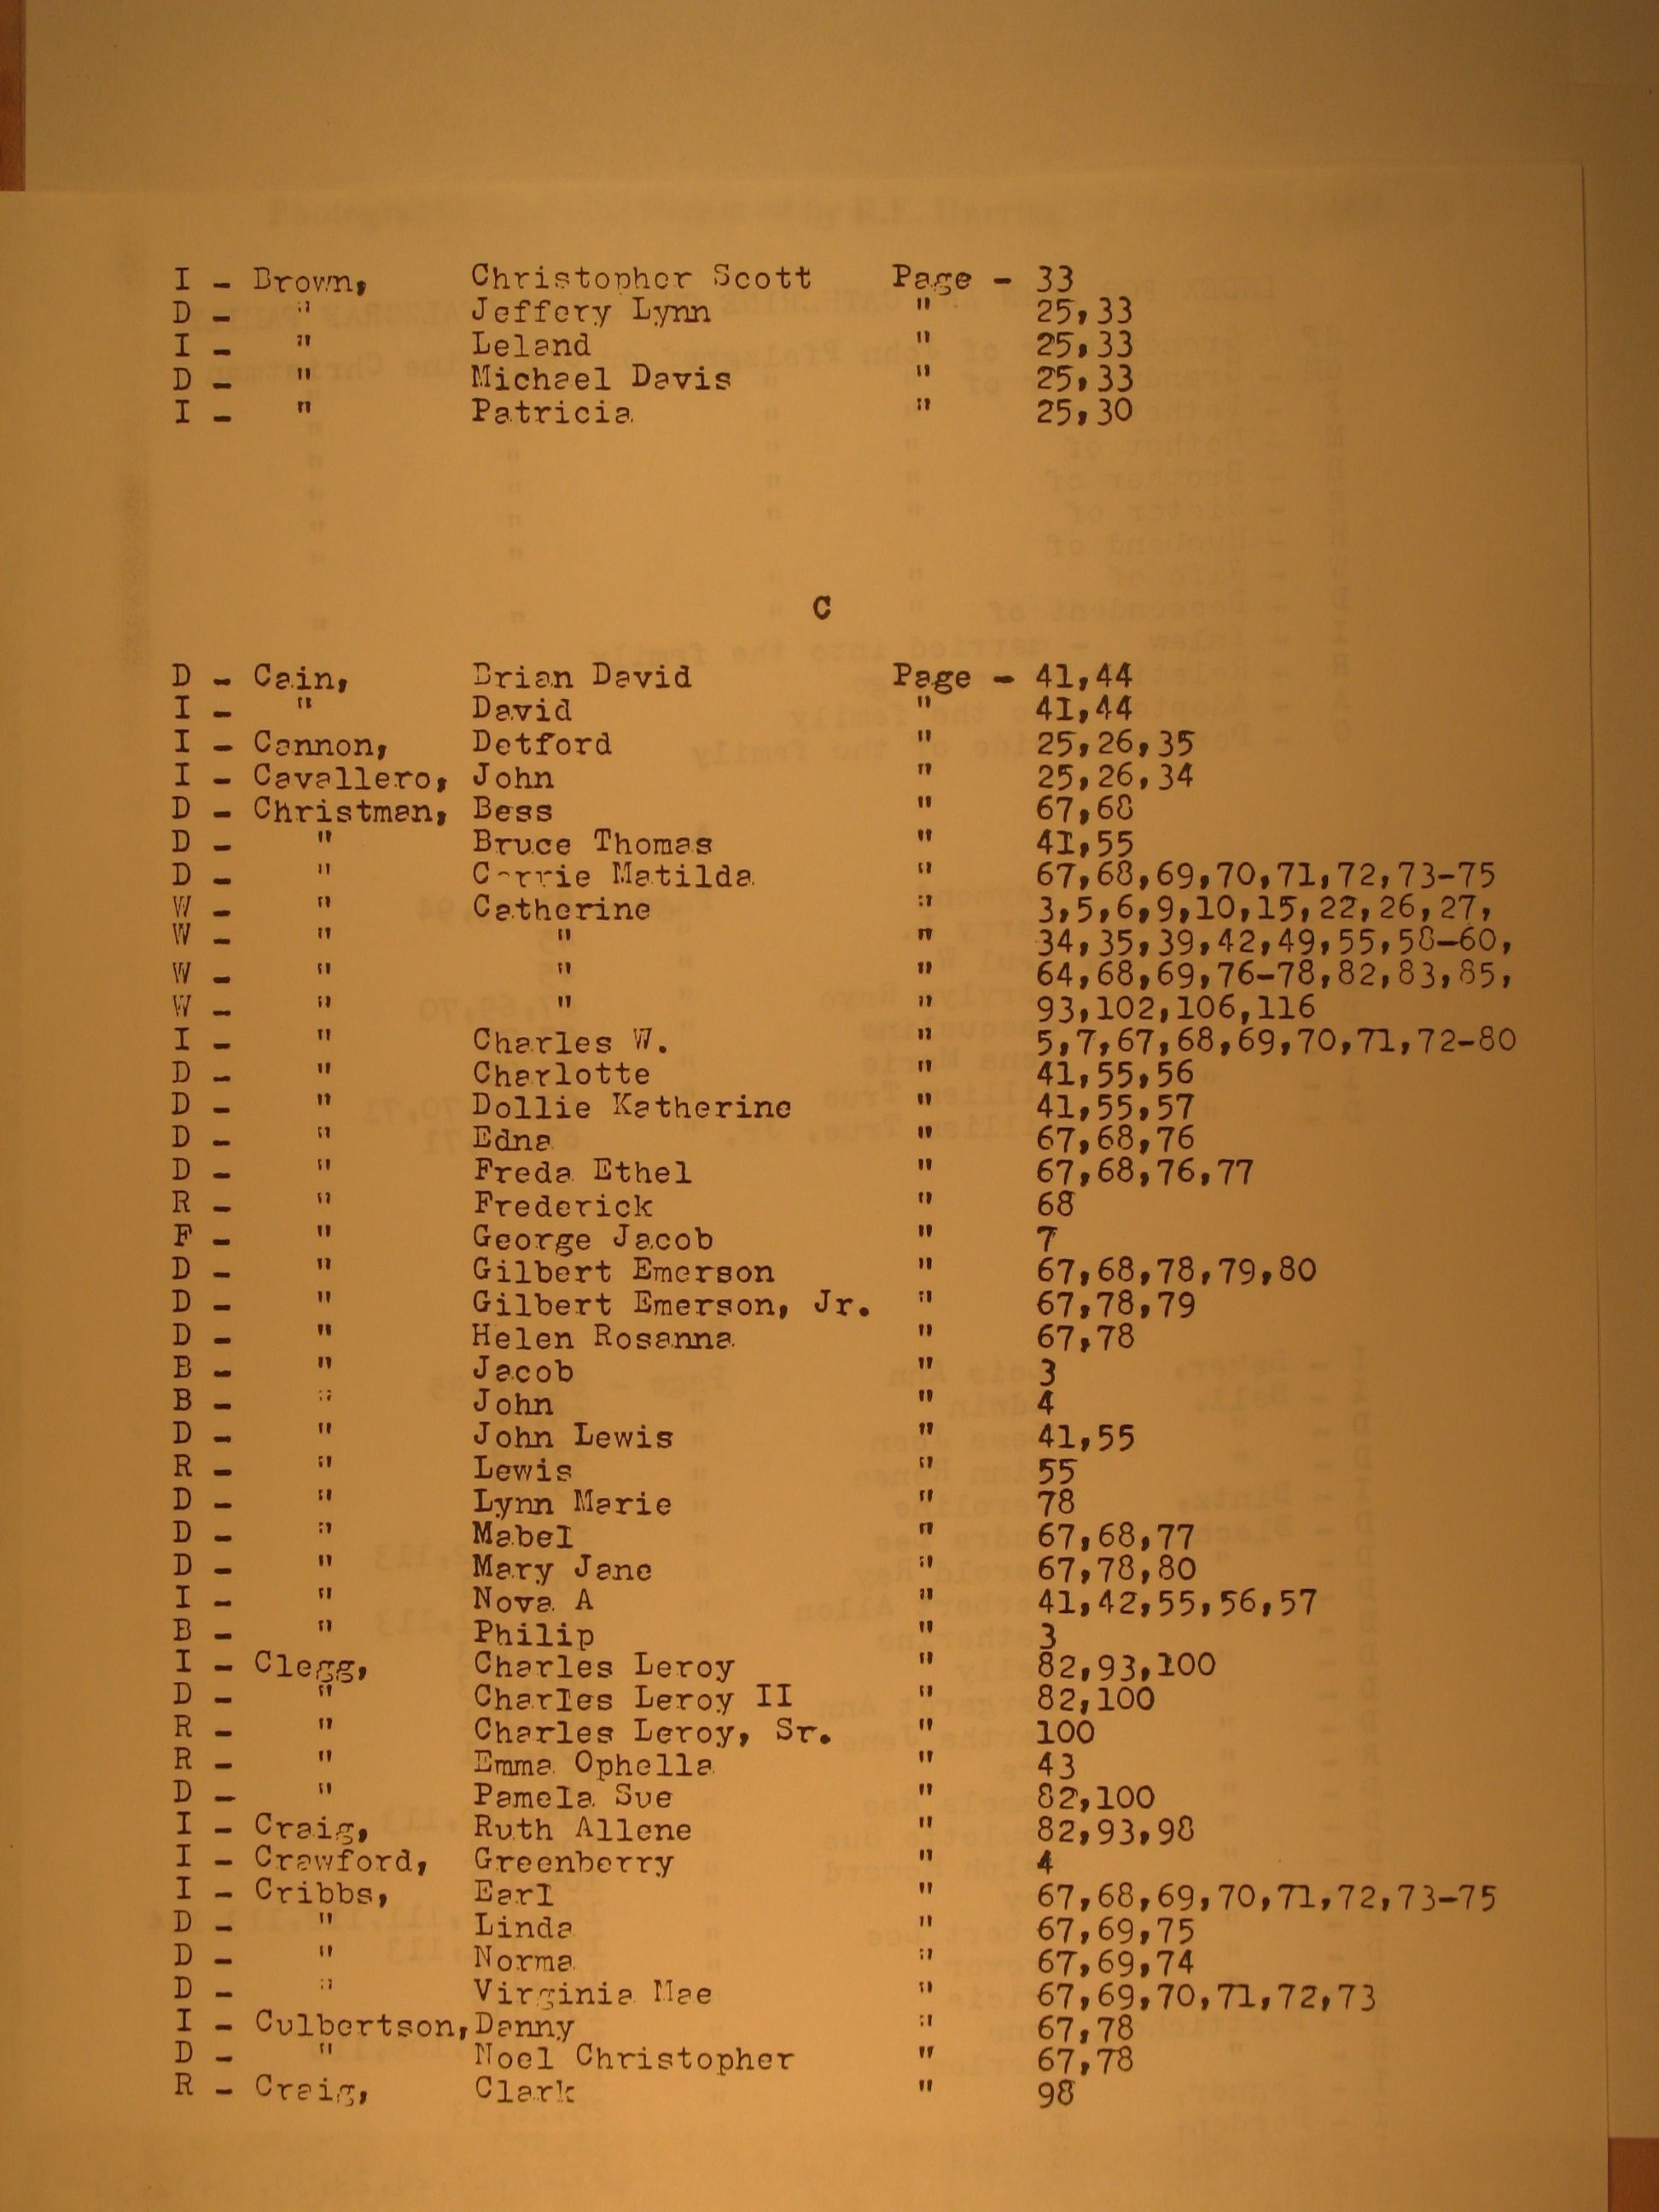 I - Brown, Christopher Scott Page - 33
D - " Jeffery Lynn " 25,33
I - " Leland " 25,33
D - " Michael Davis " 25,33
I - " Patricia " 25,30
C
D - Cain, Brian David Page - 41,44
I - " David " 41,44
I - Cannon, Detford " 25,26,35
I - Cavallero, John " 25,26,34
D - Christman, Bess " 67,68
D - " Bruce Thomas " 41,55
D - " Carrie Matilda " 67,68,69,70,71,72,73-75
W - " Catherine " 3,5,6,9,10,15,22,26,27,
W - " " " 34,35,39,42,49,55,58-60,
W - " " " 64,68,69,76-78,82,83,85,
W - " " " 93,102,106,116
I - " Charles W. " 5,7,67,68,69,70,71,72-80
D - " Charlotte " 41,55,56
D - " Dollie Katherine " 41,55,57
D - " Edna " 67,68,76
D - " Freda Ethel " 67,68,76,77
R - " Frederick " 68
F - " George Jacob " 7
D - " Gilbert Emerson " 67,68,78,79,80
D - " Gilbert Emerson, Jr. " 67,78,79
D - " Helen Rosanna " 67,78
B - " Jacob " 3
B - " John " 4
D - " John Lewis " 41,55
R - " Lewis " 55
D - " Lynn Marie " 78
D - " Mabel " 67,68,77
D - " Mary Jane " 67,78,80
I - " Nova A " 41,42,55,56,57
B - " Philip " 3
I - Clegg, Charles Leroy " 82,93,100
D - " Charles Leroy II " 82,100
R - " Charles Leroy, Sr. " 100
R - " Emma Ophella " 43
D - " Pamela Sue " 82,100
I - Craig, Ruth Allene " 82,93,98
I - Crawford, Greenberry " 4
I - Cribbs, Earl " 67,68,69,70,71,72,73-75
D - " Linda " 67,69,75
D - " Norma " 67,69,74
D - " Virginia Mae " 67,69,70,71,72,73
I - Culbertson, Danny " 67,78
D - " Noel Christopher " 67,78
R - Craig, Clark " 98